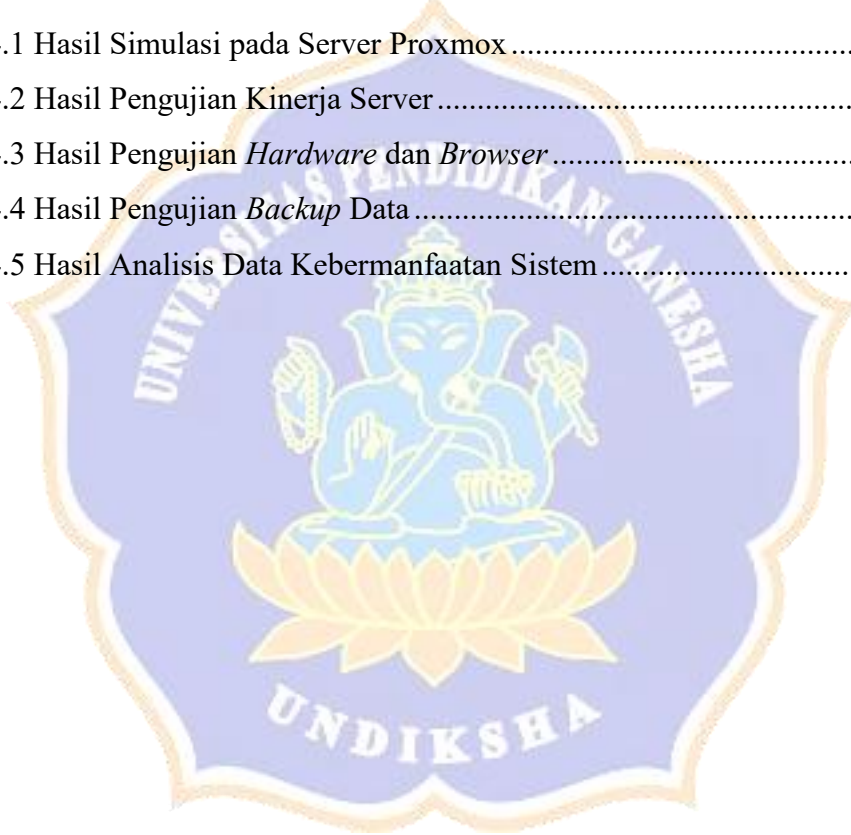 .1 Hasil Simulasi pada Server Proxmox.......................................
.2 Hasil Pengujian Kinerja Server.................................................
.3 Hasil Pengujian Hardware dan Browser...................................
.4 Hasil Pengujian Backup Data....................................................
.5 Hasil Analisis Data Kebermanfaatan Sistem.............................
UNIVERSITAS PENDIDIKAN GANESHA
UNDIKSHA